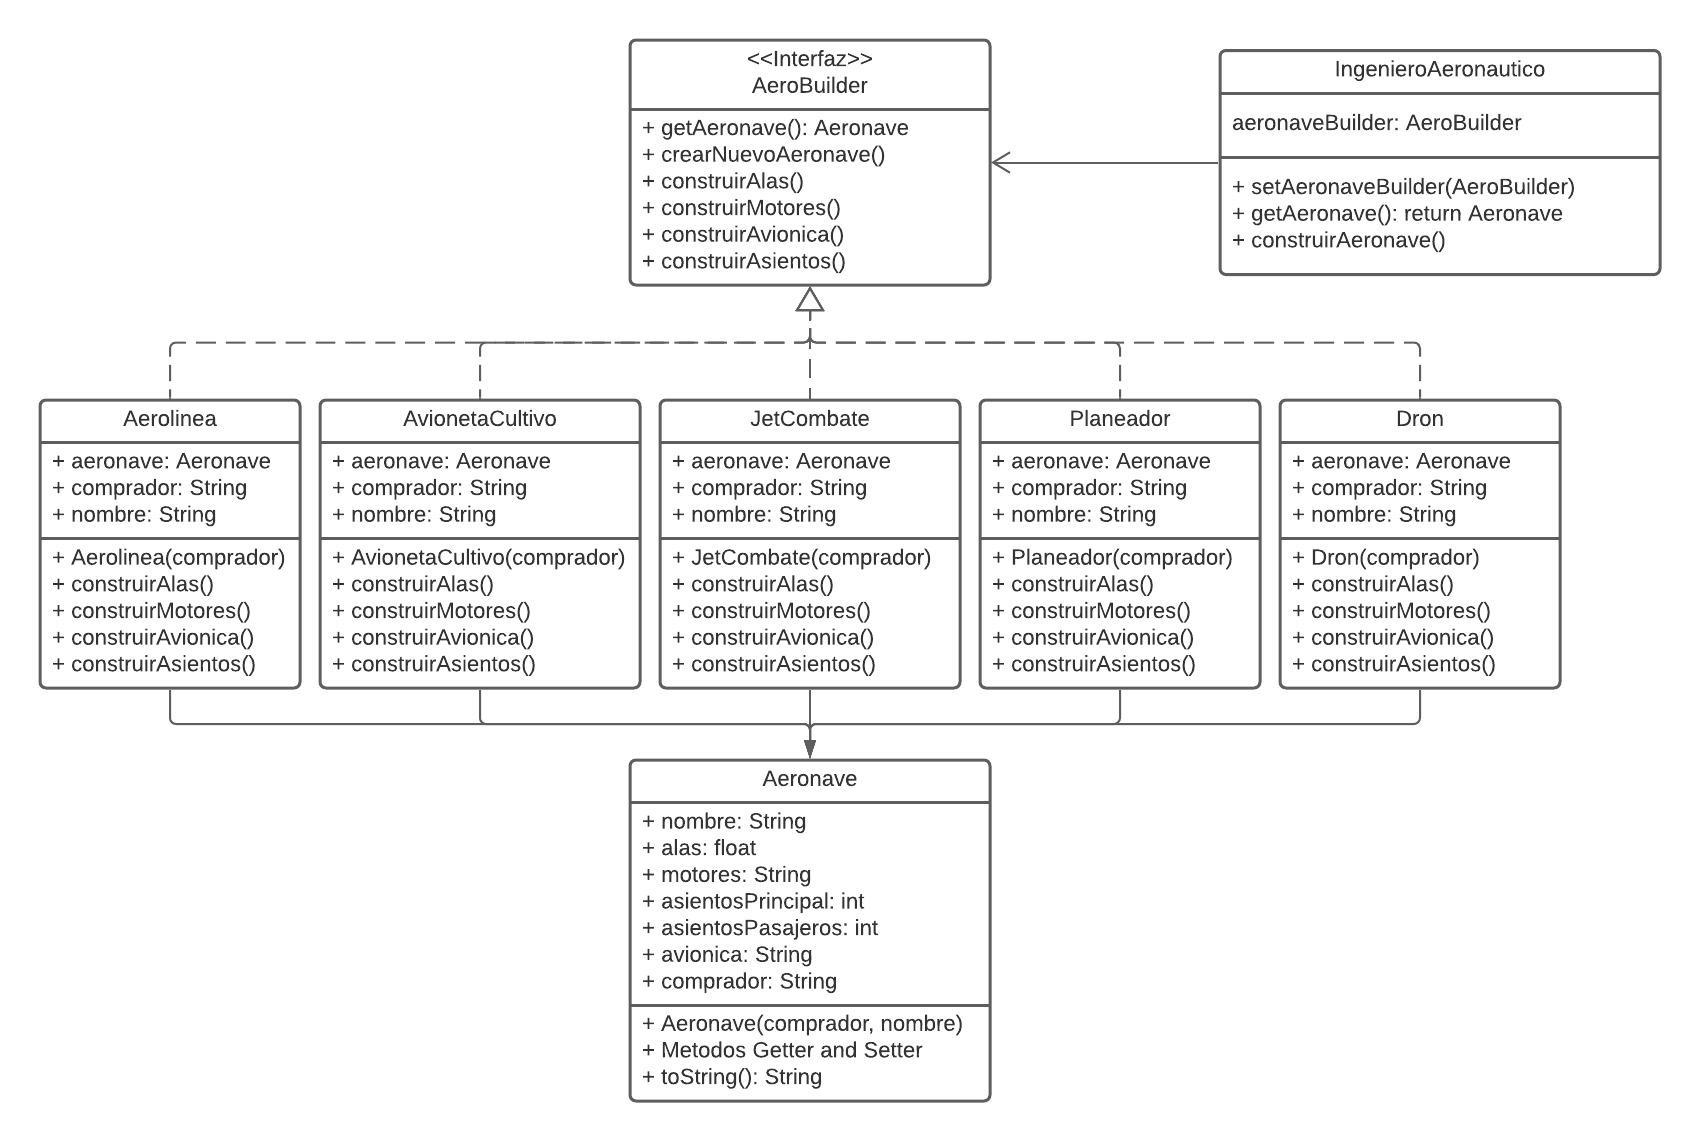 <<Interfaz>>
AeroBuilder
+ getAeronave(): Aeronave
+ crearNuevoAeronave()
+ construirAlas()
+ construirMotores()
+ construirAvionica()
+ construirAsientos()
IngenieroAeronautico
aeronaveBuilder: AeroBuilder
+ setAeronaveBuilder(AeroBuilder)
+ getAeronave(): return Aeronave
+ construirAeronave()
Aerolinea
+ aeronave: Aeronave
+ comprador: String
+ nombre: String
+ Aerolinea(comprador)
+ construirAlas()
+ construirMotores()
+ construirAvionica()
+ construirAsientos()
AvionetaCultivo
+ aeronave: Aeronave
+ comprador: String
+ nombre: String
+ AvionetaCultivo(comprador)
+ construirAlas()
+ construirMotores()
+ construirAvionica()
+ construirAsientos()
JetCombate
+ aeronave: Aeronave
+ comprador: String
+ nombre: String
+ JetCombate(comprador)
+ construirAlas()
+ construirMotores()
+ construirAvionica()
+ construirAsientos()
Planeador
+ aeronave: Aeronave
+ comprador: String
+ nombre: String
+ Planeador(comprador)
+ construirAlas()
+ construirMotores()
+ construirAvionica()
+ construirAsientos()
Dron
+ aeronave: Aeronave
+ comprador: String
+ nombre: String
+ Dron(comprador)
+ construirAlas()
+ construirMotores()
+ construirAvionica()
+ construirAsientos()
Aeronave
+ nombre: String
+ alas: float
+ motores: String
+ asientosPrincipal: int
+ asientosPasajeros: int
+ avionica: String
+ comprador: String
+ Aeronave(comprador, nombre)
+ Metodos Getter and Setter
+ toString(): String